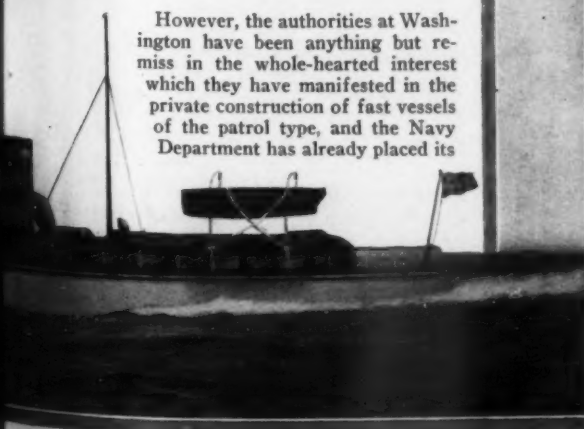 However, the authorities at Wash-
ington have been anything but re-
miss in the whole-hearted interest
which they have manifested in the
private construction of fast vessels
of the patrol type, and the Navy
Department has already placed its